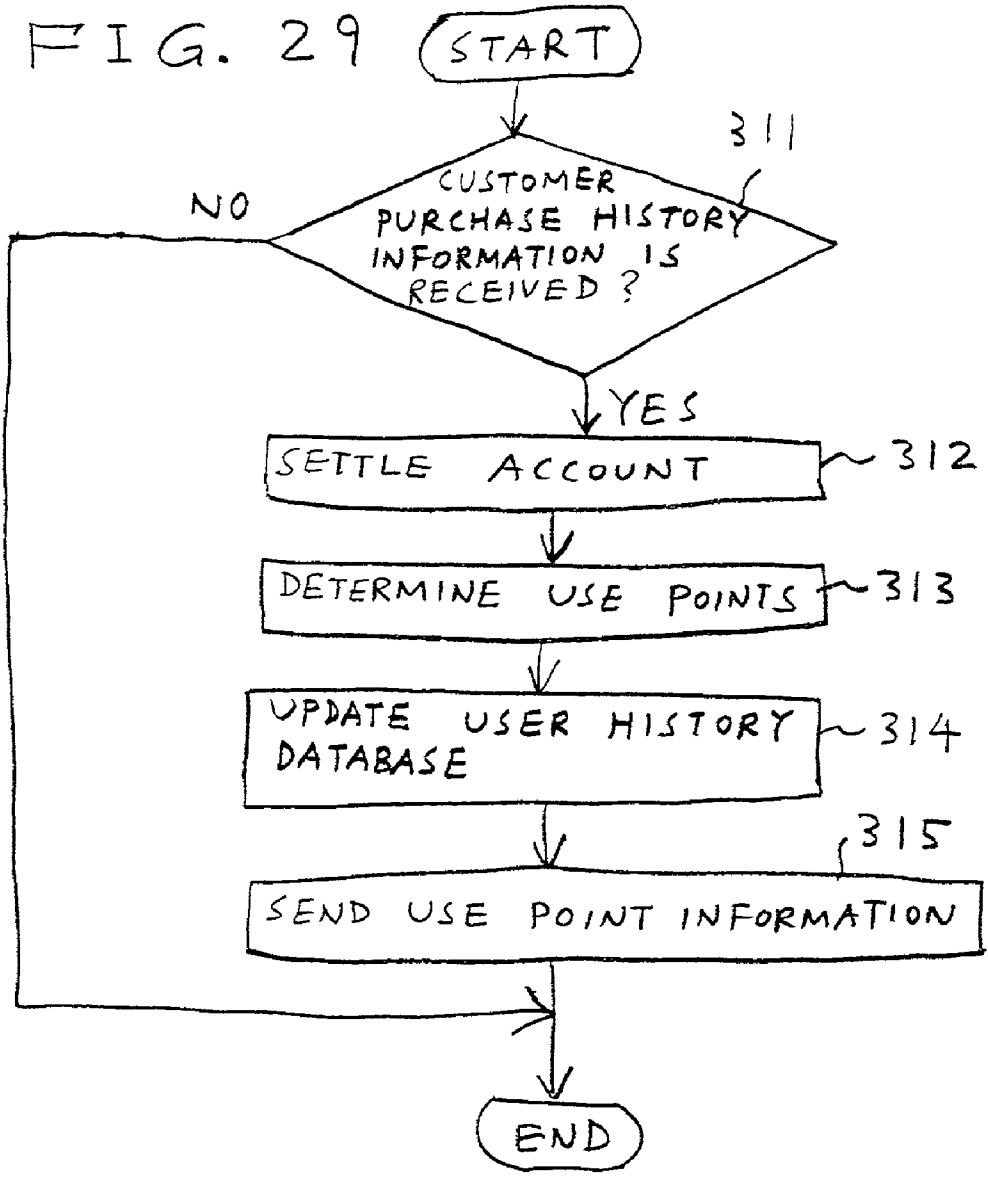 FIG. 29
START
311
NO
CUSTOMER
PURCHASE HISTORY
INFORMATION IS
RECEIVED?
YES
SETTLE ACCOUNT
312
DETERMINE USE POINTS
313
UPDATE USER HISTORY
DATABASE
314
315
SEND USE POINT INFORMATION
END